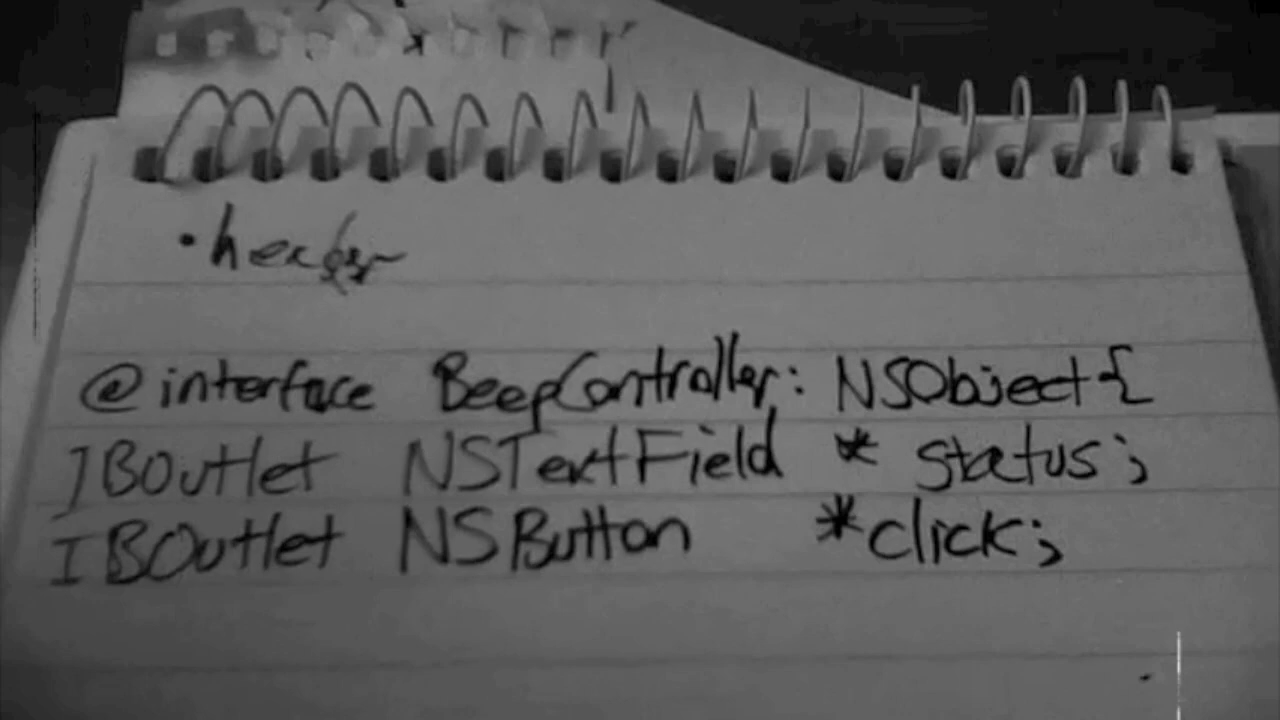 •header
@interface BeepController: NSObject{
IBOutlet NSTextField * status;
IBOutlet NSButton *click;